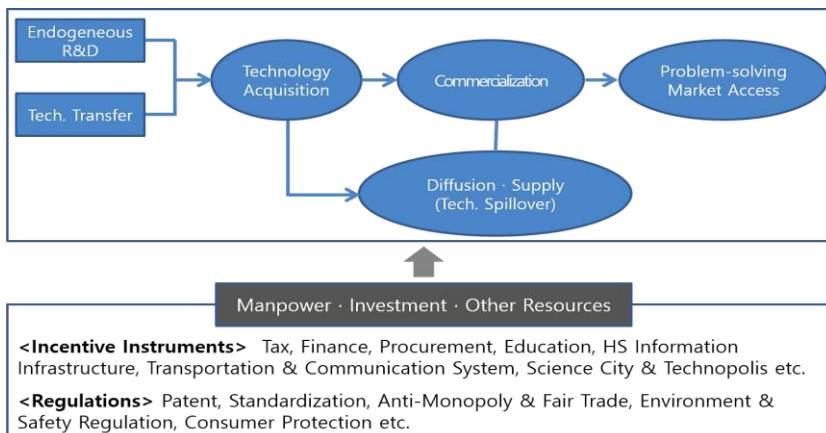 Endogeneous
R&D
Tech. Transfer
Technology
Acquisition
Commercialization
Problem-solving
Market Access
Diffusion · Supply
(Tech. Spillover)
Manpower · Investment · Other Resources
<Incentive Instruments> Tax, Finance, Procurement, Education, HS Information
Infrastructure, Transportation & Communication System, Science City & Technopolis etc.
<Regulations> Patent, Standardization, Anti-Monopoly & Fair Trade, Environment &
Safety Regulation, Consumer Protection etc.